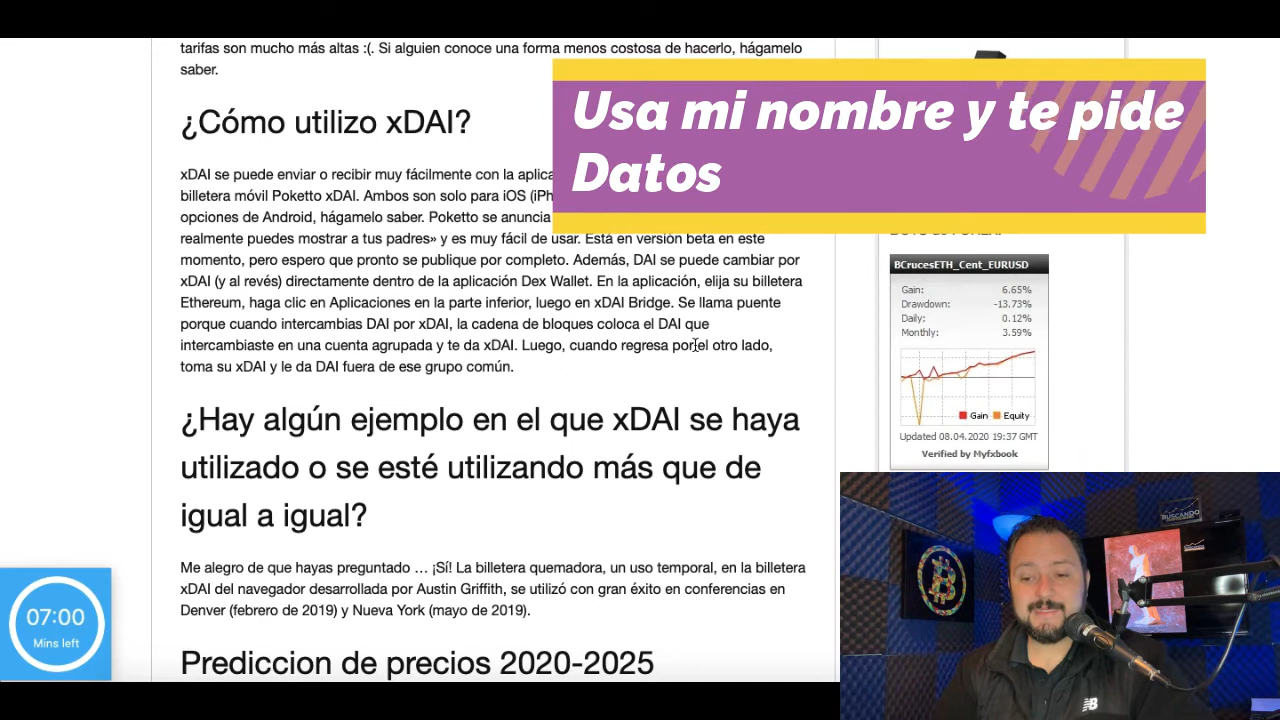 tarifas son mucho más altas :(. Si alguien conoce una forma menos costosa de hacerlo, hágamelo
saber.
¿Cómo utilizo xDAI?
xDAI se puede enviar o recibir muy fácilmente con la
billetera móvil Poketto xDAI. Ambos son solo para iOS
opciones de Android, hágamelo saber. Poketto se anuncia
realmente puedes mostrar a tus padres» y es muy fácil de usar. Está en versión beta en este
momento, pero espero que pronto se publique por completo. Además, DAI se puede cambiar por
xDAI (y al revés) directamente dentro de la aplicación Dex Wallet. En la aplicación, elija su billetera
Ethereum, haga clic en Aplicaciones en la parte inferior, luego en xDAI Bridge. Se llama puente
porque cuando intercambias DAI por xDAI, la cadena de bloques coloca el DAI que
intercambiaste en una cuenta agrupada y te da xDAI. Luego, cuando regresa por el otro lado,
toma su xDAI y le da DAI fuera de ese grupo común.
¿Hay algún ejemplo en el que xDAI se haya
utilizado o se esté utilizando más que de
igual a igual?
Me alegro de que hayas preguntado … ¡Sí! La billetera quemadora, un uso temporal, en la billetera
xDAI del navegador desarrollada por Austin Griffith, se utilizó con gran éxito en conferencias en
Denver (febrero de 2019) y Nueva York (mayo de 2019).
Prediccion de precios 2020-2025
Usa mi nombre y te pide
Datos
BCrucesETH_Cent_EURUSD
Gain: 6.65%
Drawdown: -13.73%
Daily: 0.12%
Monthly: 3.59%
Gain Equity
Updated 08.04.2020 19:37 GMT
Verified by Myfxbook
07:00
Mins left
BUSCANDO